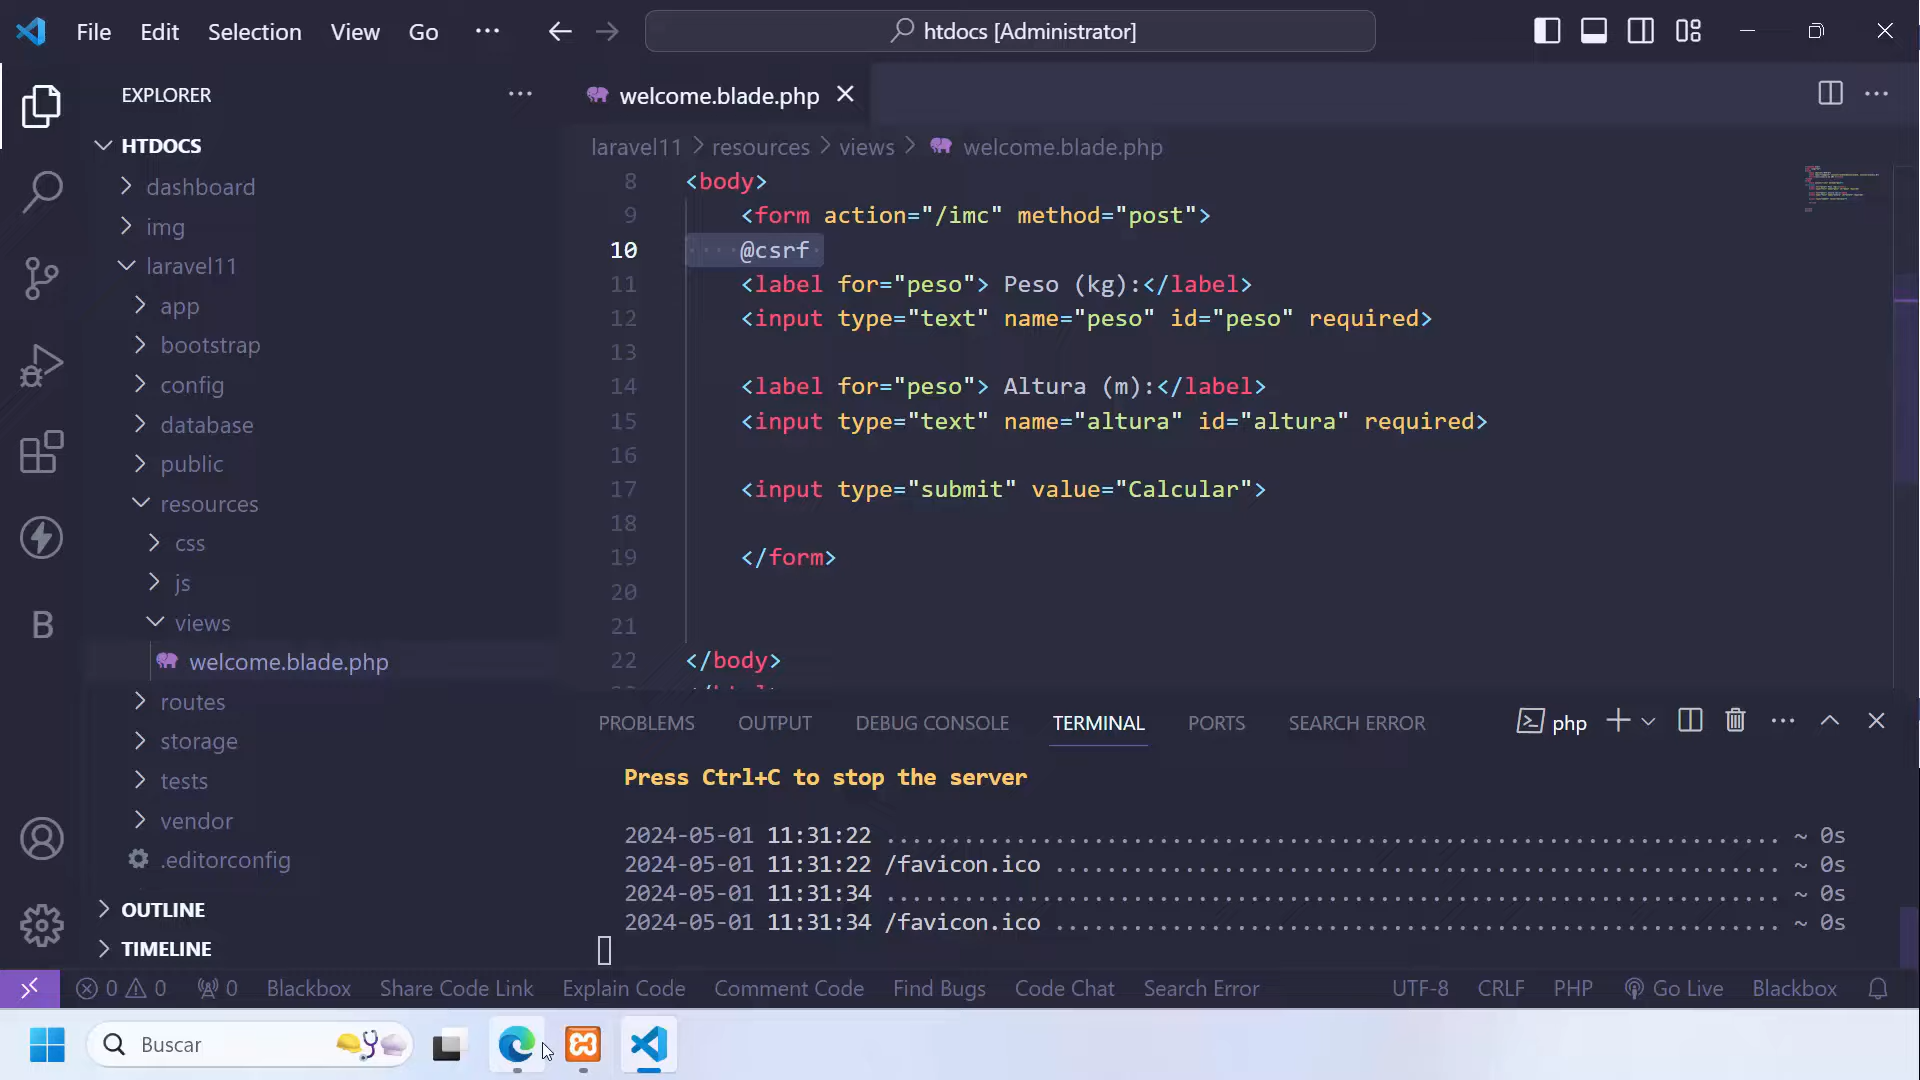 File Edit Selection View Go ··· htdocs [Administrator]
EXPLORER ···
HTDOCS
dashboard
img
laravel11
app
bootstrap
config
database
public
resources
css
js
views
welcome.blade.php
routes
storage
tests
vendor
.editorconfig
OUTLINE
TIMELINE
B
welcome.blade.php
laravel11 > resources > views > welcome.blade.php
8 <body>
9 <form action="/imc" method="post">
10 @csrf
11 <label for="peso"> Peso (kg):</label>
12 <input type="text" name="peso" id="peso" required>
13
14 <label for="peso"> Altura (m):</label>
15 <input type="text" name="altura" id="altura" required>
16
17 <input type="submit" value="Calcular">
18
19 </form>
20
21
22 </body>
PROBLEMS OUTPUT DEBUG CONSOLE TERMINAL PORTS SEARCH ERROR php
Press Ctrl+C to stop the server
2024-05-01 11:31:22 ..................................................................... ~ 0s
2024-05-01 11:31:22 /favicon.ico ........................................................ ~ 0s
2024-05-01 11:31:34 ..................................................................... ~ 0s
2024-05-01 11:31:34 /favicon.ico ........................................................ ~ 0s
0 0 0 Blackbox Share Code Link Explain Code Comment Code Find Bugs Code Chat Search Error UTF-8 CRLF PHP Go Live Blackbox
Buscar